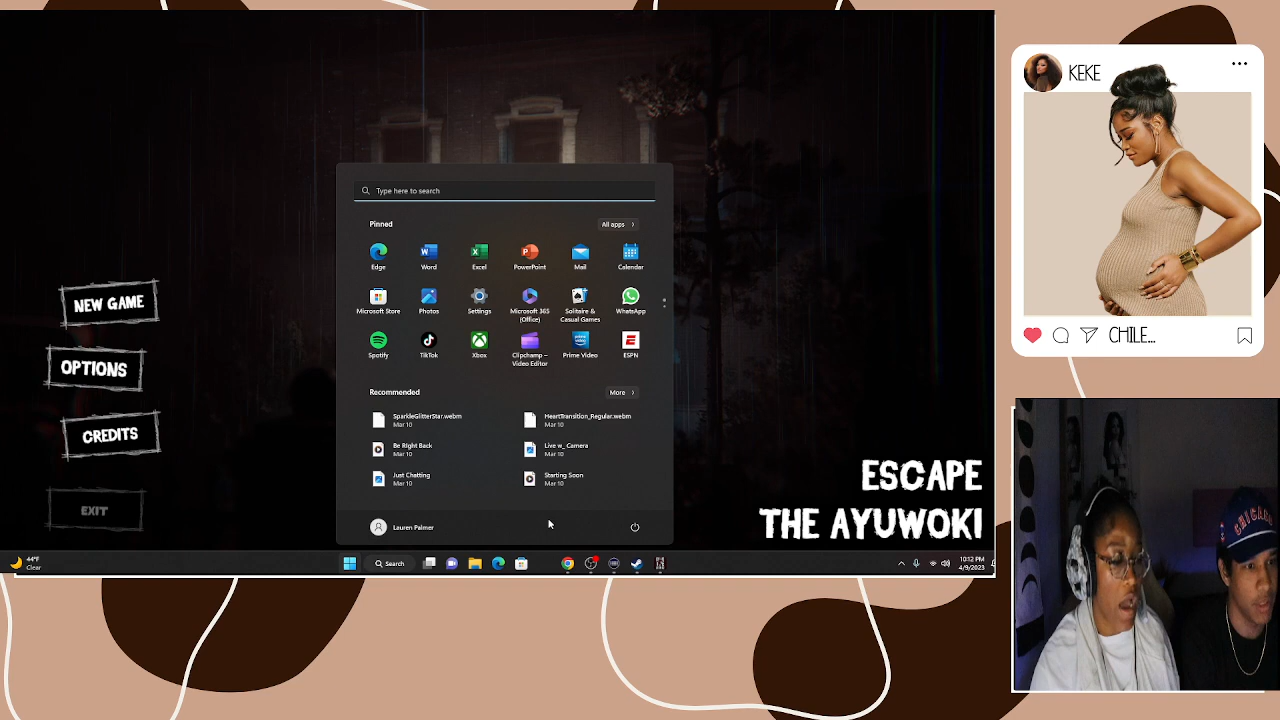 KEKE
CHILE...
NEW GAME
OPTIONS
CREDITS
EXIT
Type here to search
Pinned
All apps
Edge
Word
Excel
PowerPoint
Mail
Calendar
Microsoft Store
Photos
Settings
Microsoft 365
(Office)
Solitaire &
Casual Games
WhatsApp
Spotify
TikTok
Xbox
Clipchamp –
Video Editor
Prime Video
ESPN
Recommended
More
SparkleGlitterStar.webm
Mar 10
HeartTransition_Regular.webm
Mar 10
Be Right Back
Mar 10
Live w_ Camera
Mar 10
Just Chatting
Mar 10
Starting Soon
Mar 10
Lauren Palmer
ESCAPE
THE AYUWOKI
44°F
Clear
Search
10:12 PM
4/9/2023
CHICAGO